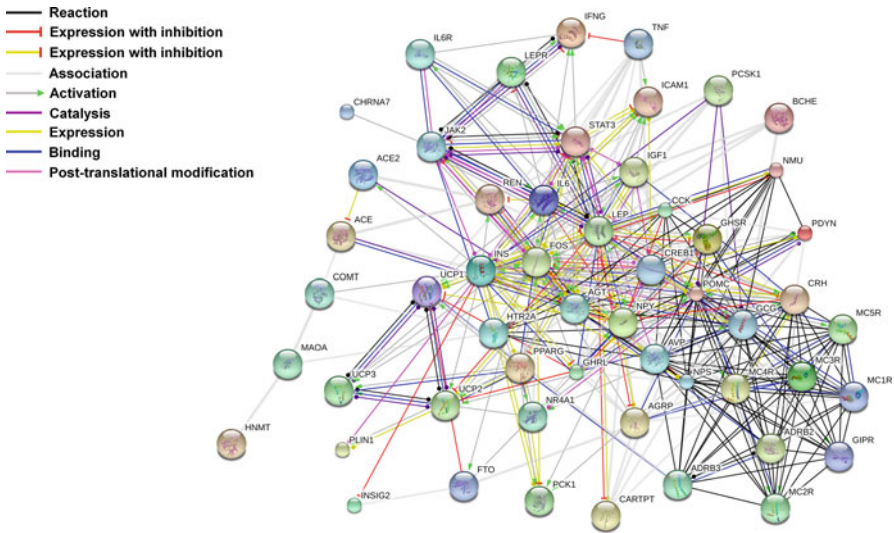 Reaction
Expression with inhibition
Expression with inhibition
Association
Activation
Catalysis
Expression
Binding
Post-translational modification
IFNG
TNF
IL6R
LEPR
ICAM1
PCSK1
CHRNA7
BCHE
JAK2
STAT3
ACE2
IGF1
NMU
REN
IL6
CCK
LEP
GHSR
PDYN
ACE
FOS
UCP1
INS
CREB1
COMT
AGT
POMC
CRH
HTR2A
NPY
GCG
MC5R
MAOA
AVP
PPARG
MC3R
UCP3
UCP2
GHRL
NPS
MC4R
MC1R
NR4A1
AGRP
HNMT
PLIN1
ADRB2
GIPR
FTO
PCK1
ADRB3
INSIG2
CARTPT
MC2R